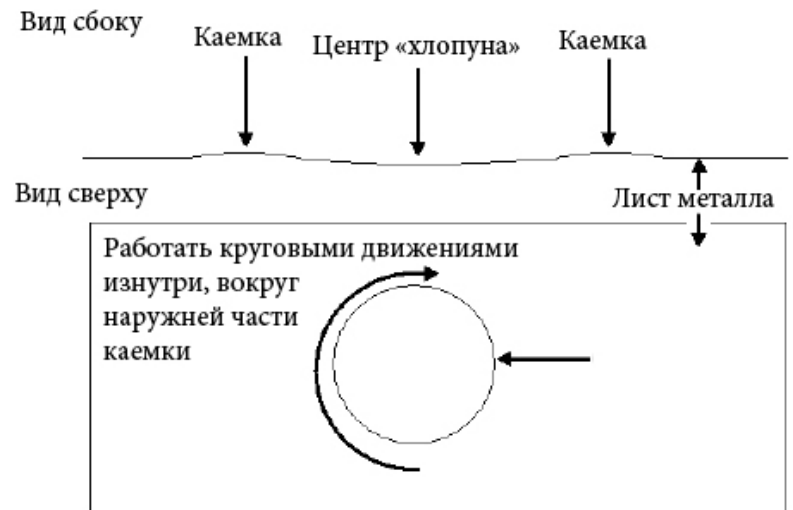 Вид сбоку
Каемка
Центр «хлопуна»
Каемка
Вид сверху
Лист металла
Работать круговыми движениями
изнутри, вокруг
наружней части
каемки